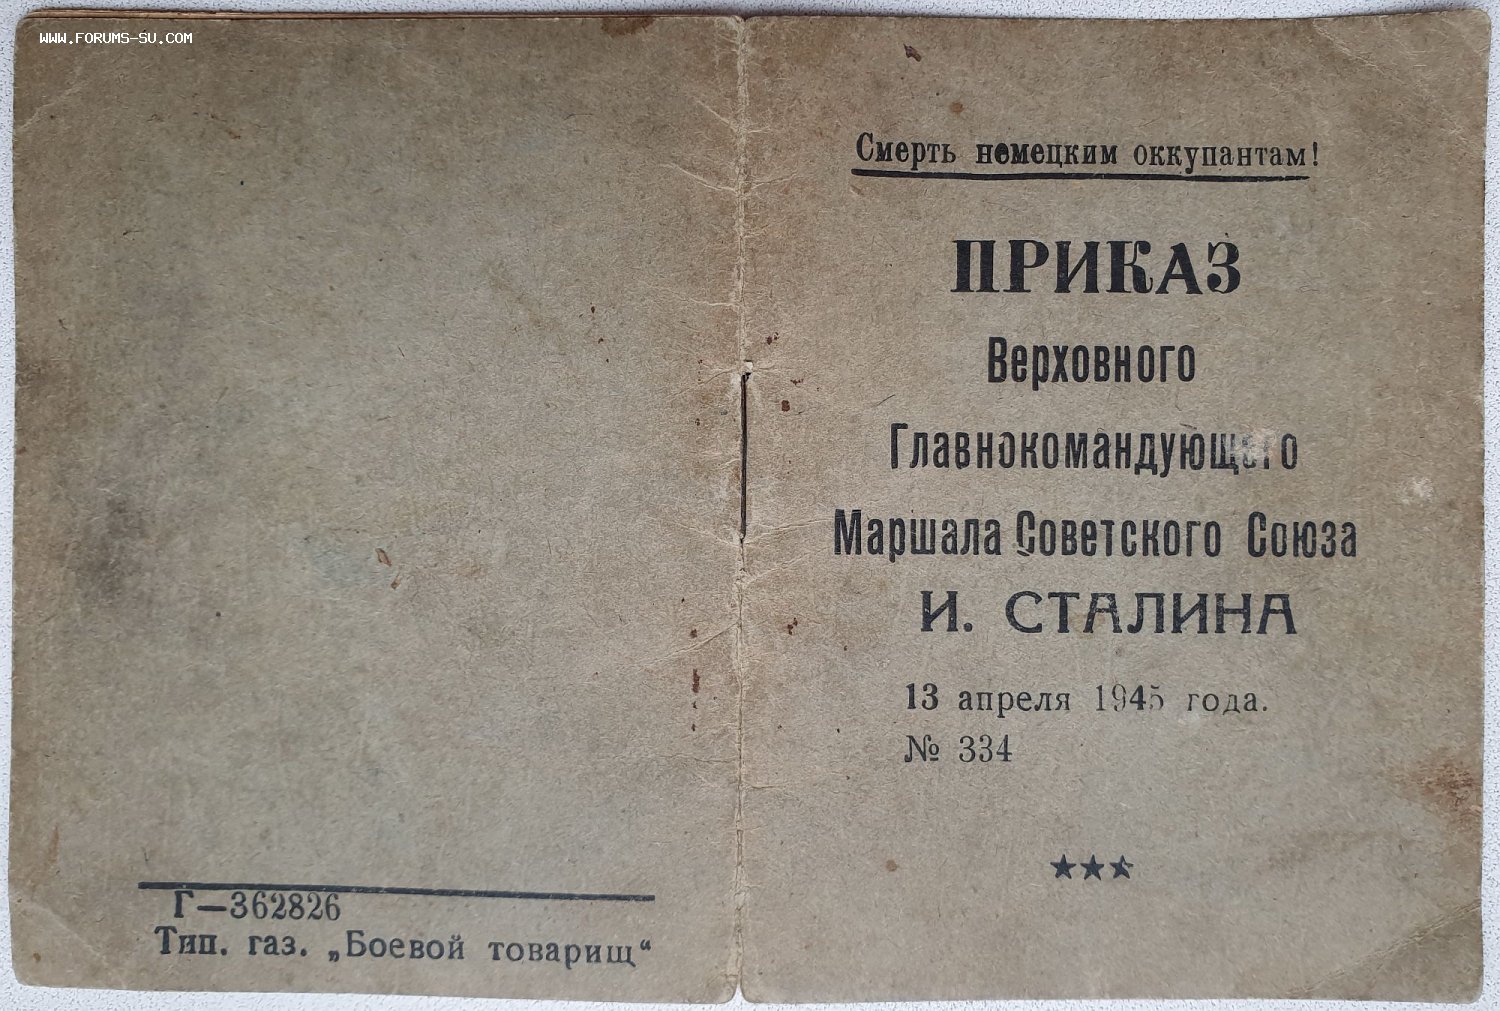 WWW.FORUMS-SU.COM
Г—362826
Тип. газ. „Боевой товарищ“
Смерть немецким оккупантам!
ПРИКАЗ
Верховного
Главнокомандующего
Маршала Советского Союза
И. СТАЛИНА
13 апреля 1945 года.
№ 334